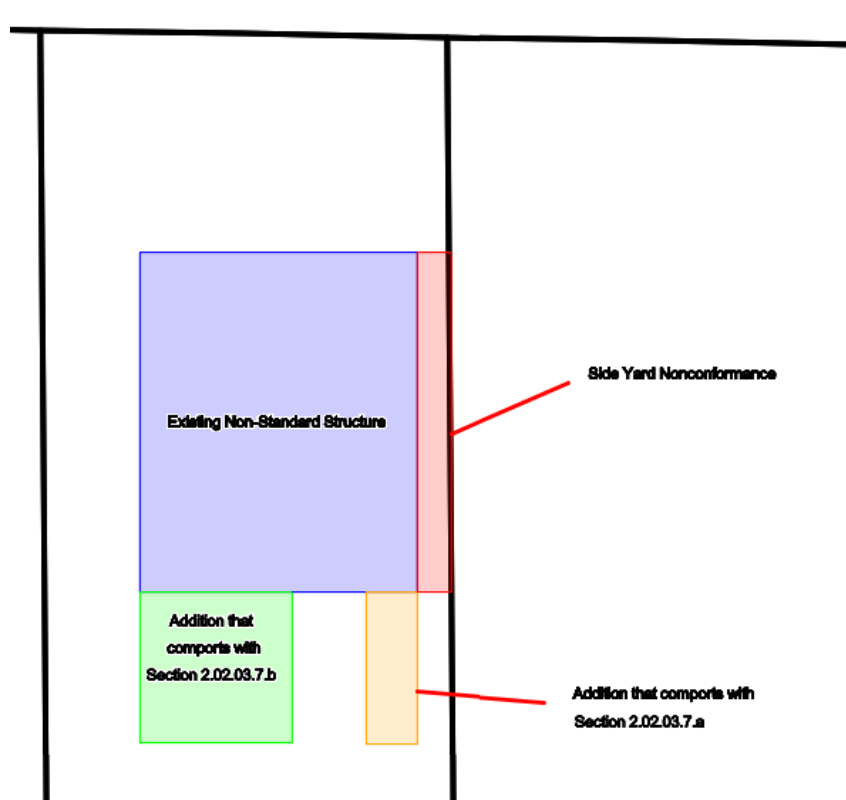 Side Yard Nonconformance
Existing Non-Standard Structure
Addition that
comports with
Section 2.02.03.7.b
Addition that comports with
Section 2.02.03.7.a